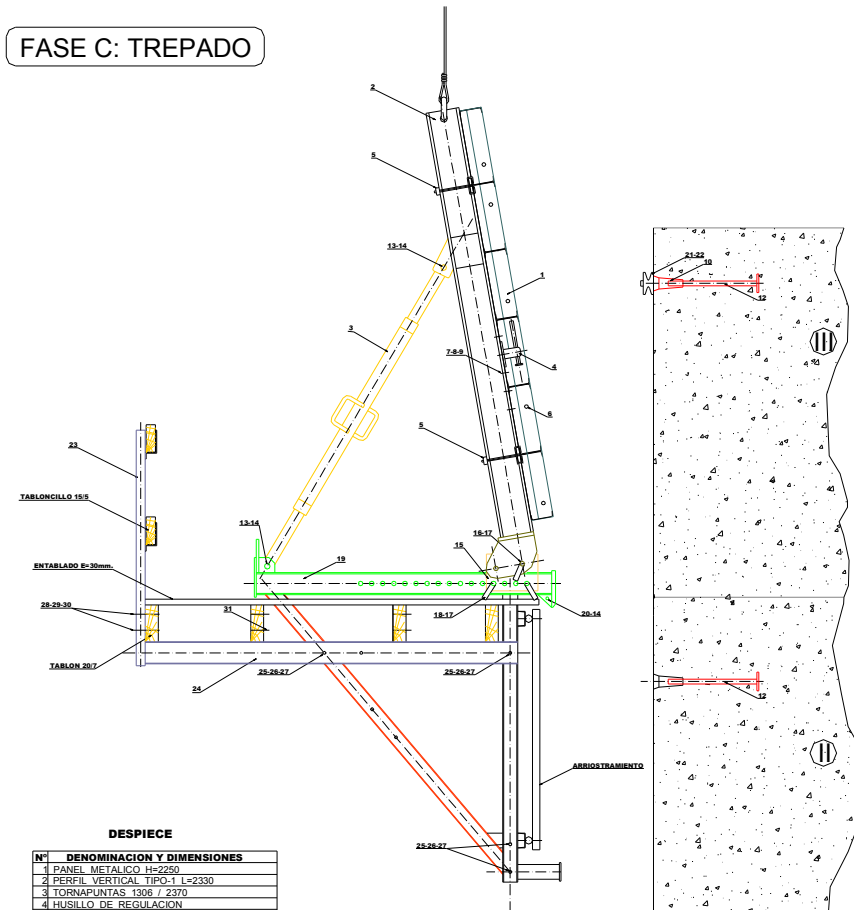 FASE C: TREPADO
2
5
13-14
1
3
7-8-9
4
6
5
21-22
10
12
III
23
TABLONCILLO 15/5
13-14
19
16-17
15
ENTABLADO E=30mm.
28-29-30
31
18-17
20-14
TABLON 20/7
24
25-26-27
25-26-27
12
II
ARRIOSTRAMIENTO
25-26-27
DESPIECE
Nº DENOMINACION Y DIMENSIONES
1 PANEL METALICO H=2250
2 PERFIL VERTICAL TIPO-1 L=2330
3 TORNAPUNTAS 1306 / 2370
4 HUSILLO DE REGULACION